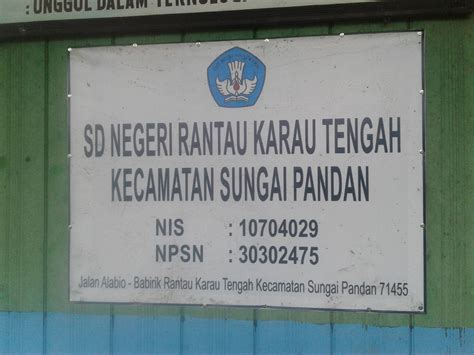 : UNGGUL DALAM
SD NEGERI RANTAU KARAU TENGAH
KECAMATAN SUNGAI PANDAN
NIS : 10704029
NPSN : 30302475
Jalan Alabio - Babirik Rantau Karau Tengah Kecamatan Sungai Pandan 71455